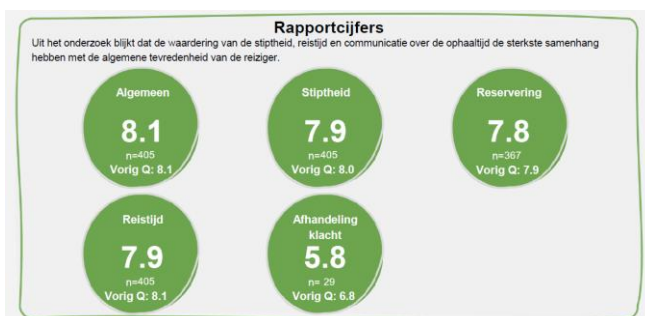 Rapportcijfers
Uit het onderzoek blijkt dat de waardering van de stiptheid, reistijd en communicatie over de ophaaltijd de sterkste samenhang
hebben met de algemene tevredenheid van de reiziger.
Algemeen
8.1
n=405
Vorig Q: 8.1
Stiptheid
7.9
n=405
Vorig Q: 8.0
Reservering
7.8
n=367
Vorig Q: 7.9
Reistijd
7.9
n=405
Vorig Q: 8.1
Afhandeling
klacht
5.8
n= 29
Vorig Q: 6.8